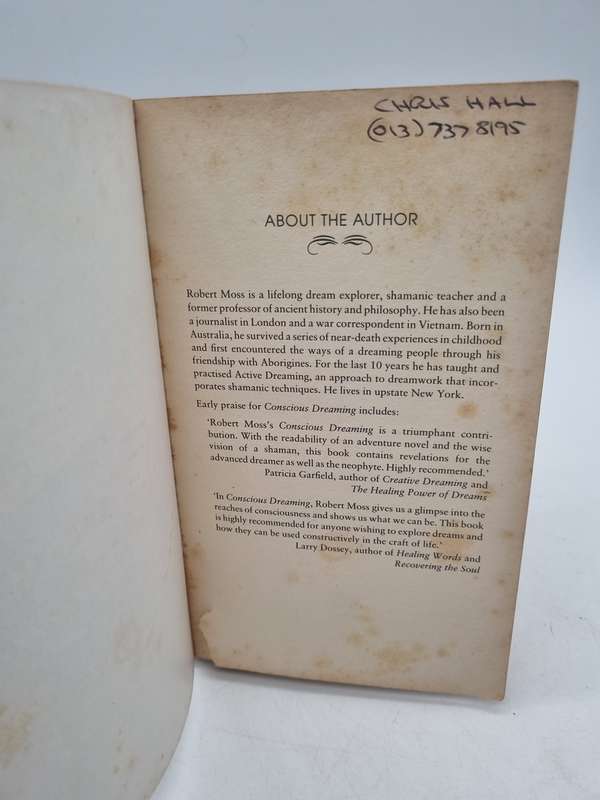 CHRIS HALL
(013) 737 8195
ABOUT THE AUTHOR
Robert Moss is a lifelong dream explorer, shamanic teacher and a
former professor of ancient history and philosophy. He has also been
a journalist in London and a war correspondent in Vietnam. Born in
Australia, he survived a series of near-death experiences in childhood
and first encountered the ways of a dreaming people through his
friendship with Aborigines. For the last 10 years he has taught and
practised Active Dreaming, an approach to dreamwork that incor-
porates shamanic techniques. He lives in upstate New York.
Early praise for Conscious Dreaming includes:
‘Robert Moss's Conscious Dreaming is a triumphant contri-
bution. With the readability of an adventure novel and the wise
vision of a shaman, this book contains revelations for the
advanced dreamer as well as the neophyte. Highly recommended.’
Patricia Garfield, author of Creative Dreaming and
The Healing Power of Dreams
‘In Conscious Dreaming, Robert Moss gives us a glimpse into the
reaches of consciousness and shows us what we can be. This book
is highly recommended for anyone wishing to explore dreams and
how they can be used constructively in the craft of life.’
Larry Dossey, author of Healing Words and
Recovering the Soul